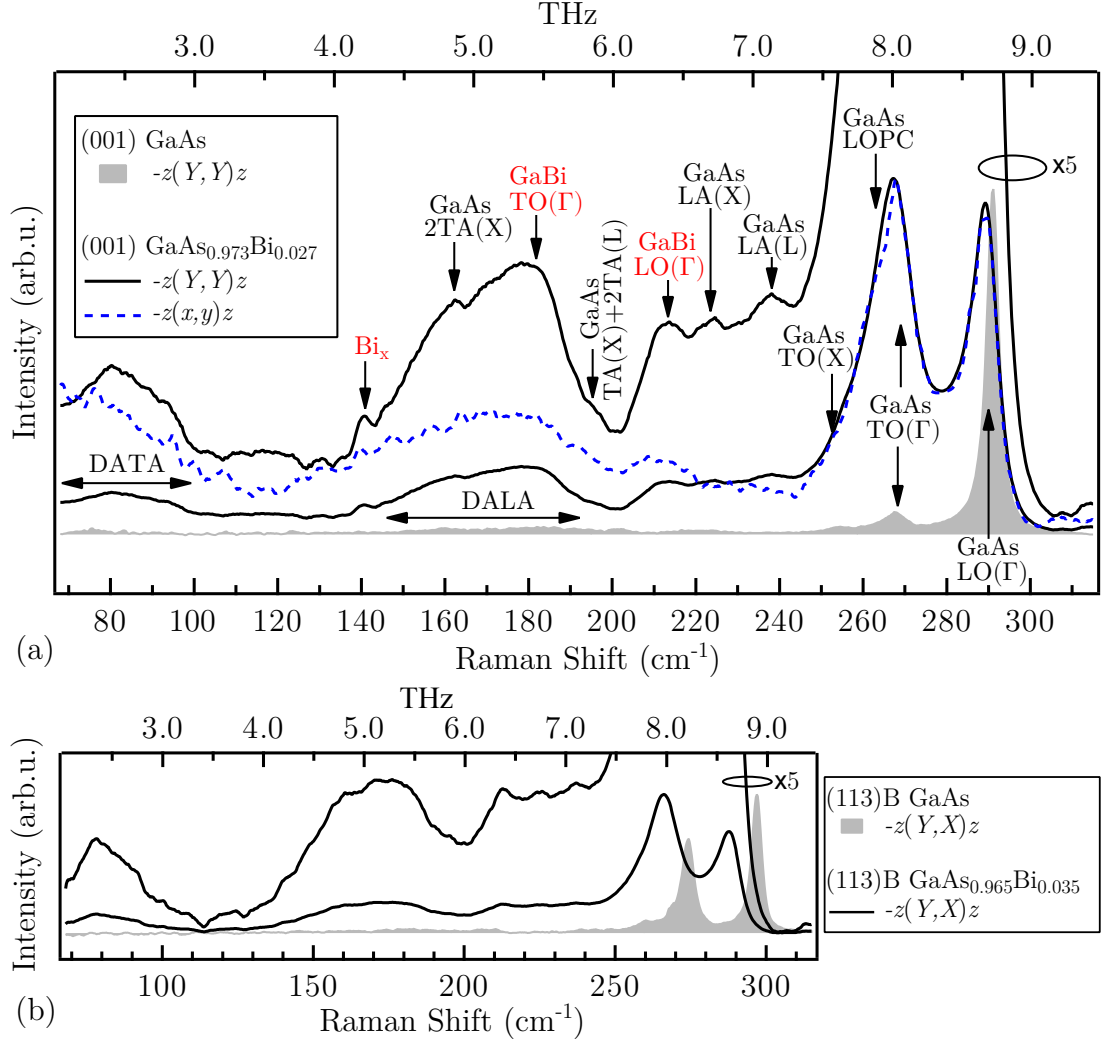 THz
3.0 4.0 5.0 6.0 7.0 8.0 9.0
Intensity (arb.u.)
(001) GaAs
-z(Y,Y)z
(001) GaAs0.973Bi0.027
-z(Y,Y)z
-z(x,y)z
Bix
GaAs
2TA(X)
GaBi
TO(Γ)
GaAs
TA(X)+2TA(L)
GaBi
LO(Γ)
GaAs
LA(X)
GaAs
LA(L)
GaAs
LOPC
x5
GaAs
TO(X)
GaAs
TO(Γ)
GaAs
LO(Γ)
DATA
DALA
80 100 120 140 160 180 200 220 240 260 280 300
Raman Shift (cm-1)
(a)
THz
3.0 4.0 5.0 6.0 7.0 8.0 9.0
Intensity (arb.u.)
x5
(113)B GaAs
-z(Y,X)z
(113)B GaAs0.965Bi0.035
-z(Y,X)z
100 150 200 250 300
Raman Shift (cm-1)
(b)